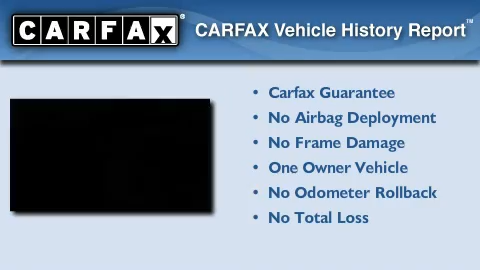 CARFAX® CARFAX Vehicle History Report™
• Carfax Guarantee
• No Airbag Deployment
• No Frame Damage
• One Owner Vehicle
• No Odometer Rollback
• No Total Loss